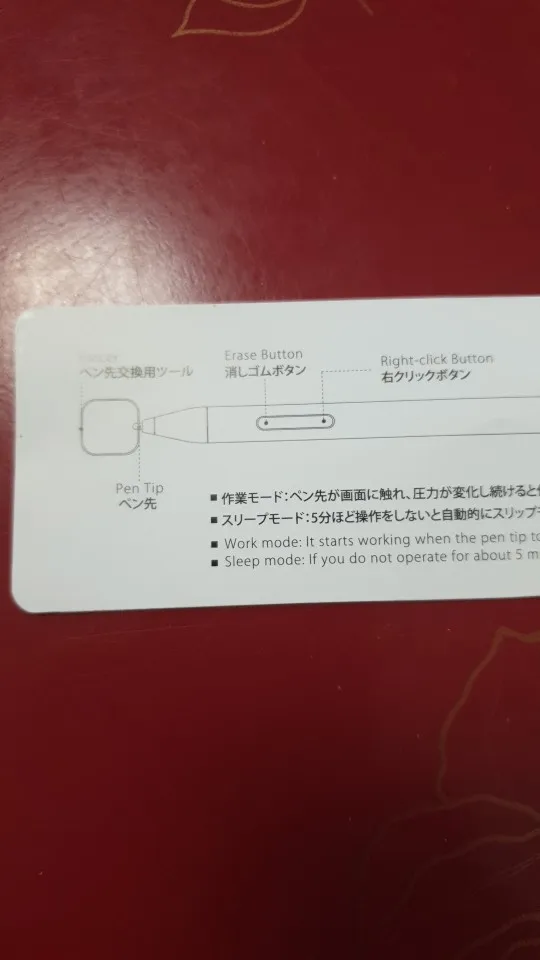 ペン先交換用ツール
Erase Button
消しゴムボタン
Right-click Button
右クリックボタン
Pen Tip
ペン先
■ 作業モード：ペン先が画面に触れ、圧力が変化し続けると
■ スリープモード：5分ほど操作をしないと自動的にスリップ
■ Work mode: It starts working when the pen tip
■ Sleep mode: If you do not operate for about 5